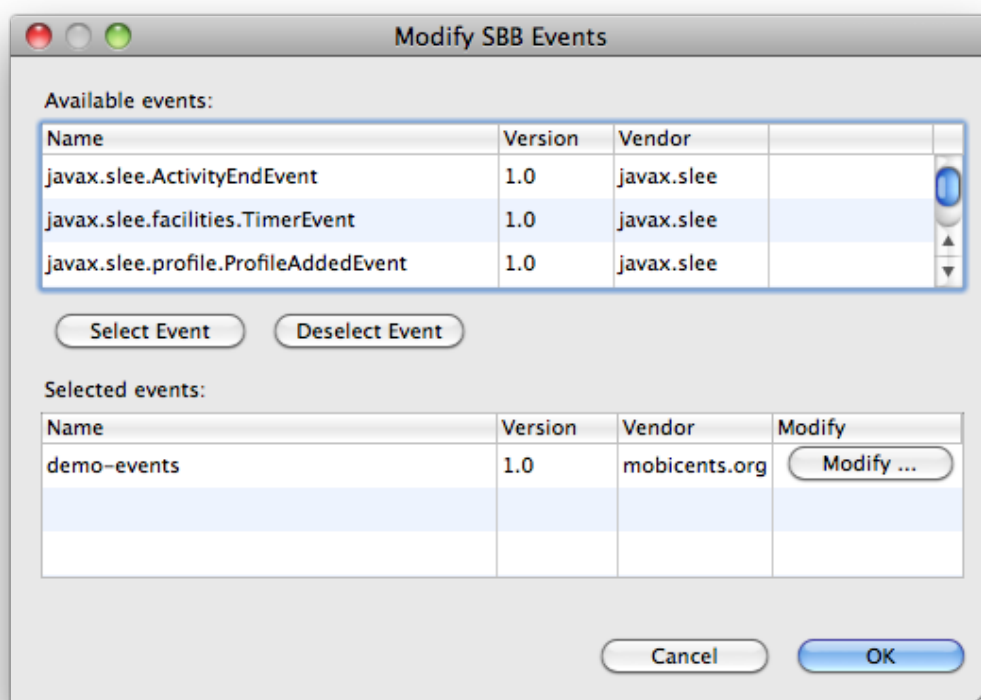 Modify SBB Events
Available events:
Name Version Vendor
javax.slee.ActivityEndEvent 1.0 javax.slee
javax.slee.facilities.TimerEvent 1.0 javax.slee
javax.slee.profile.ProfileAddedEvent 1.0 javax.slee
Select Event Deselect Event
Selected events:
Name Version Vendor Modify
demo-events 1.0 mobicents.org Modify ...
Cancel OK